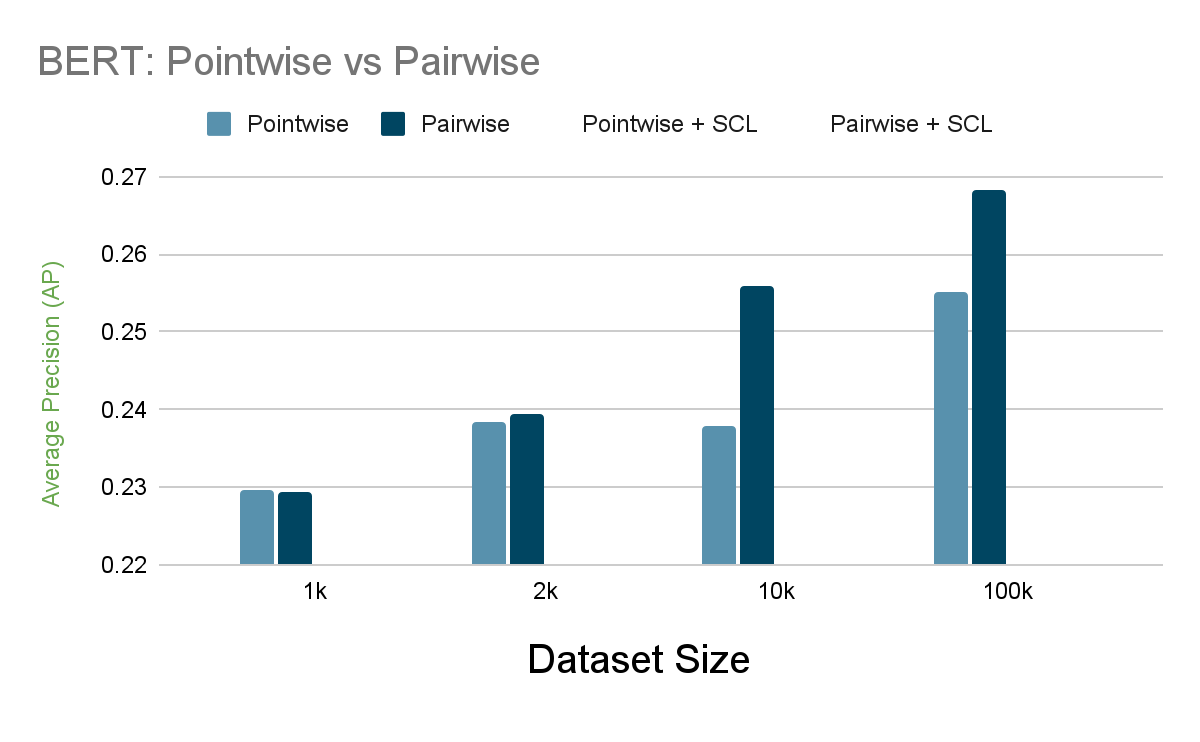 BERT: Pointwise vs Pairwise
Pointwise Pairwise Pointwise + SCL Pairwise + SCL
0.27
0.26
0.25
0.24
0.23
0.22
Average Precision (AP)
1k 2k 10k 100k
Dataset Size